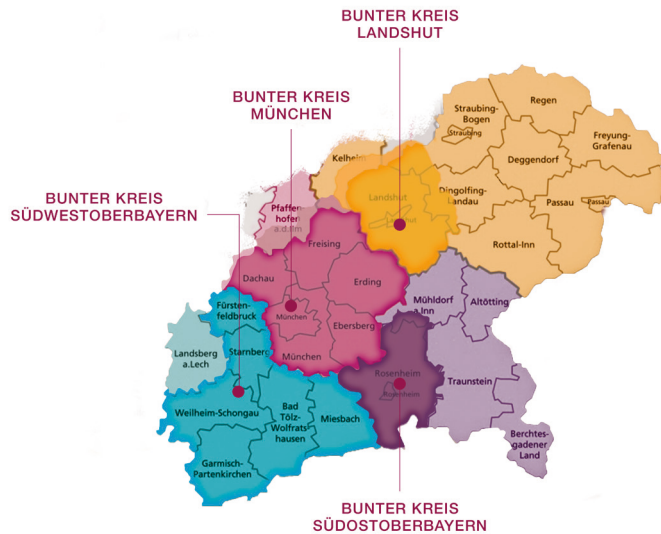 BUNTER KREIS
LANDSHUT
BUNTER KREIS
MÜNCHEN
BUNTER KREIS
SÜDWESTOBERBAYERN
Straubing-
Bogen
Straubing
Regen
Freyung-
Grafenau
Deggendorf
Kelheim
Landshut
Landshut
Dingolfing-
Landau
Passau
Passau
Rottal-Inn
Pfaffen
hofen
a.d.Ilm
Freising
Dachau
Erding
München
Ebersberg
München
Mühldorf
a.Inn
Altötting
Fürsten-
feldbruck
Starnberg
Landsberg
a.Lech
Weilheim-Schongau
Bad
Tölz-
Wolfrats
hausen
Miesbach
Garmisch-
Partenkirchen
Rosenheim
Rosenheim
Traunstein
Berchtes-
gadener
Land
BUNTER KREIS
SÜDOSTOBERBAYERN